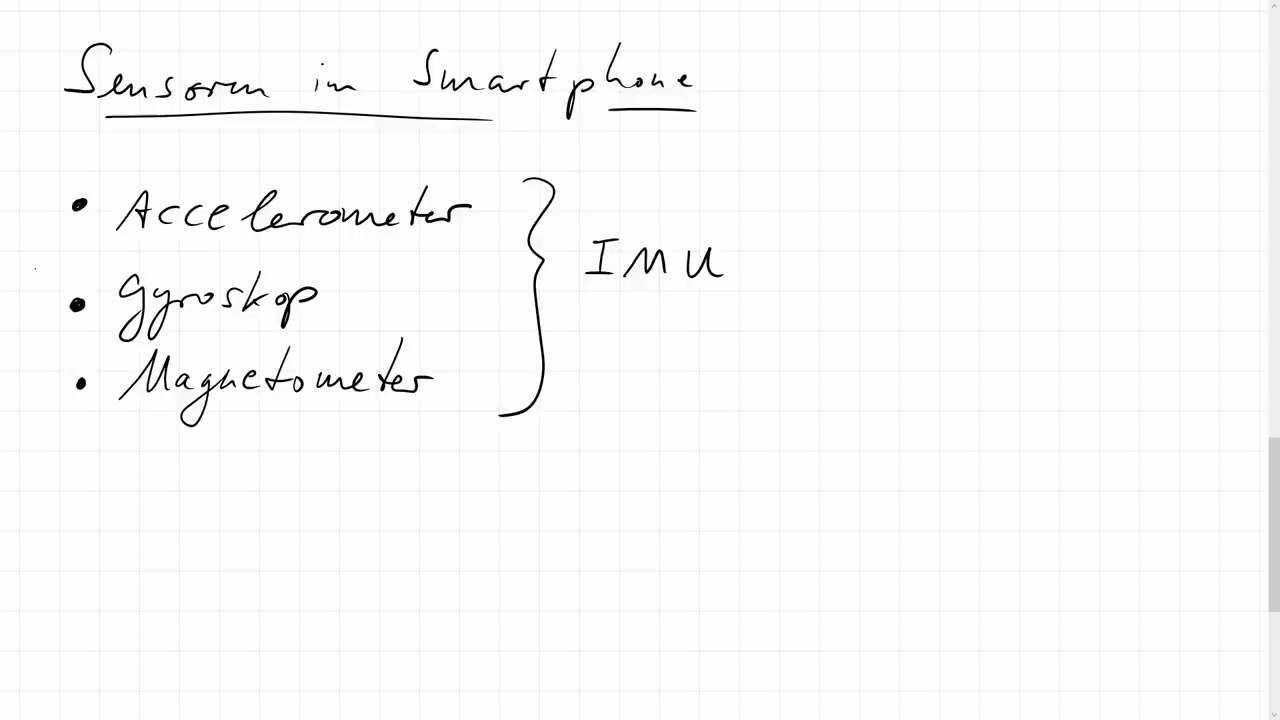 Sensoren im Smartphone
• Accelerometer
IMU
• Gyroskop
• Magnetometer